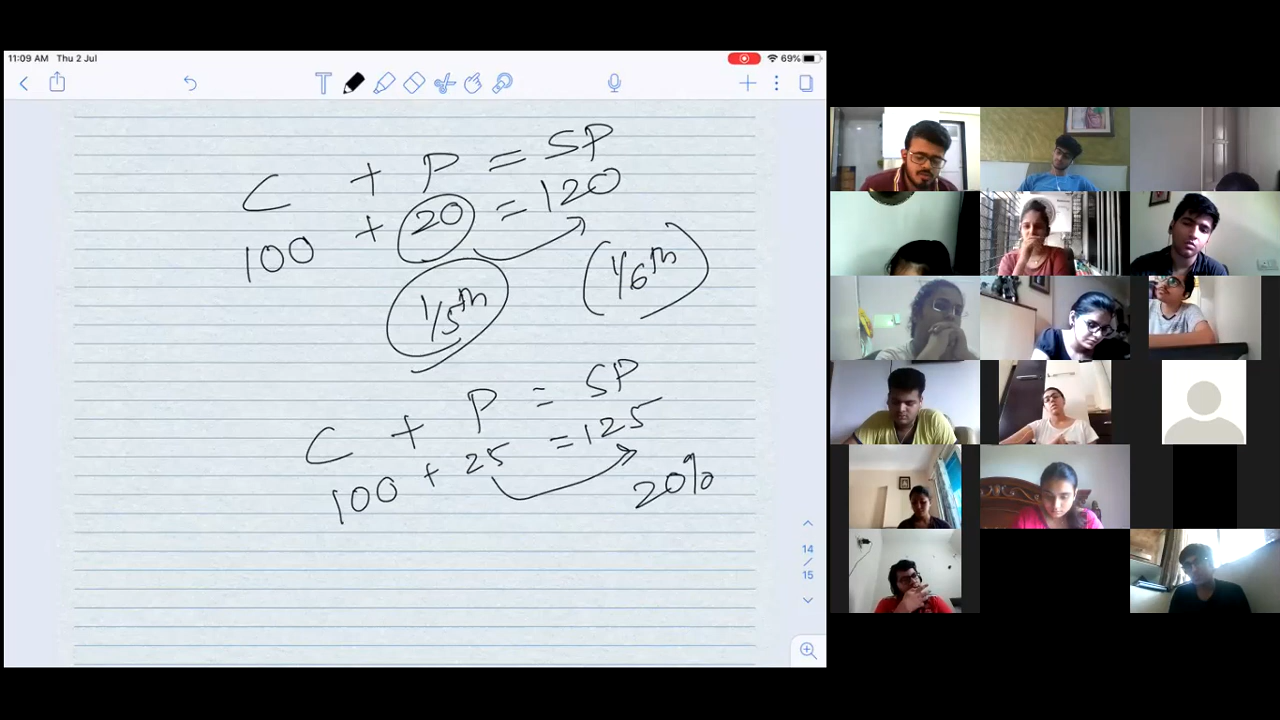 11:09 AM Thu 2 Jul
69%
T
C + P = SP
100 + 20 = 120
1/5th
(1/6th)
C + P = SP
100 + 25 = 125
20%
14
/
15